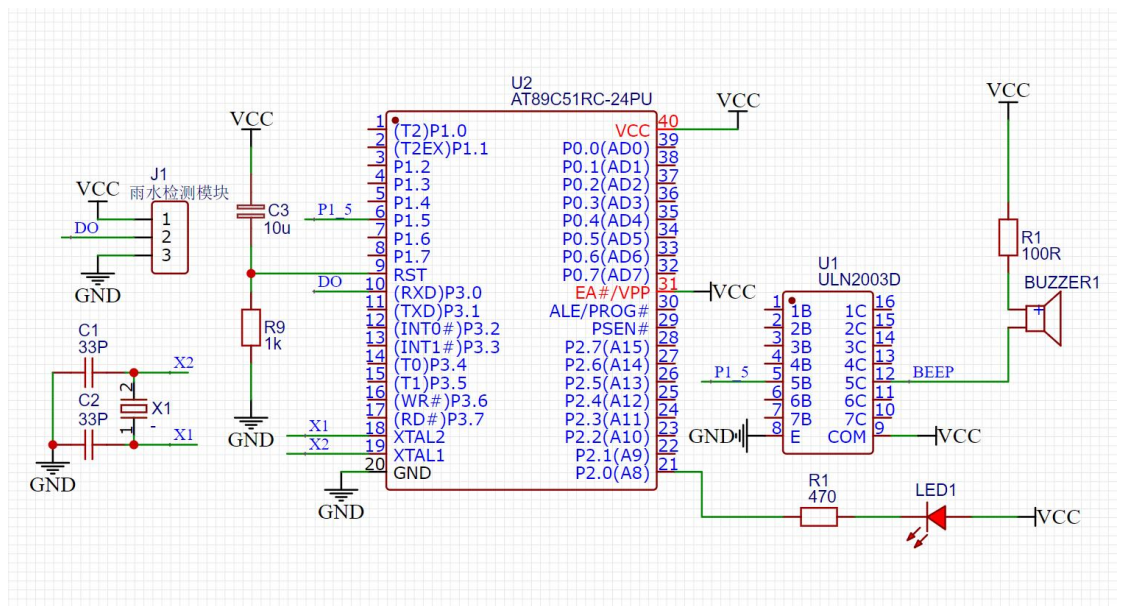 U2
AT89C51RC-24PU
1 (T2)P1.0
2 (T2EX)P1.1
3 P1.2
4 P1.3
5 P1.4
6 P1.5
7 P1.6
8 P1.7
9 RST
10 (RXD)P3.0
11 (TXD)P3.1
12 (INT0#)P3.2
13 (INT1#)P3.3
14 (T0)P3.4
15 (T1)P3.5
16 (WR#)P3.6
17 (RD#)P3.7
18 XTAL2
19 XTAL1
20 GND
VCC 40
P0.0(AD0) 39
P0.1(AD1) 38
P0.2(AD2) 37
P0.3(AD3) 36
P0.4(AD4) 35
P0.5(AD5) 34
P0.6(AD6) 33
P0.7(AD7) 32
EA#/VPP 31
ALE/PROG# 30
PSEN# 29
P2.7(A15) 28
P2.6(A14) 27
P2.5(A13) 26
P2.4(A12) 25
P2.3(A11) 24
P2.2(A10) 23
P2.1(A9) 22
P2.0(A8) 21
VCC
VCC
GND
P1_5
DO
X1
X2
VCC
C3
10u
R9
1k
GND
J1
雨水检测模块
VCC
DO
GND
1
2
3
C1
33P
C2
33P
X2
2
X1
1
-
X1
GND
U1
ULN2003D
1 1B
2 2B
3 3B
4 4B
5 5B
6 6B
7 7B
8 E
1C 16
2C 15
3C 14
4C 13
5C 12
6C 11
7C 10
COM 9
P1_5
GND
BEEP
VCC
VCC
R1
100R
BUZZER1
+
R1
470
LED1
VCC